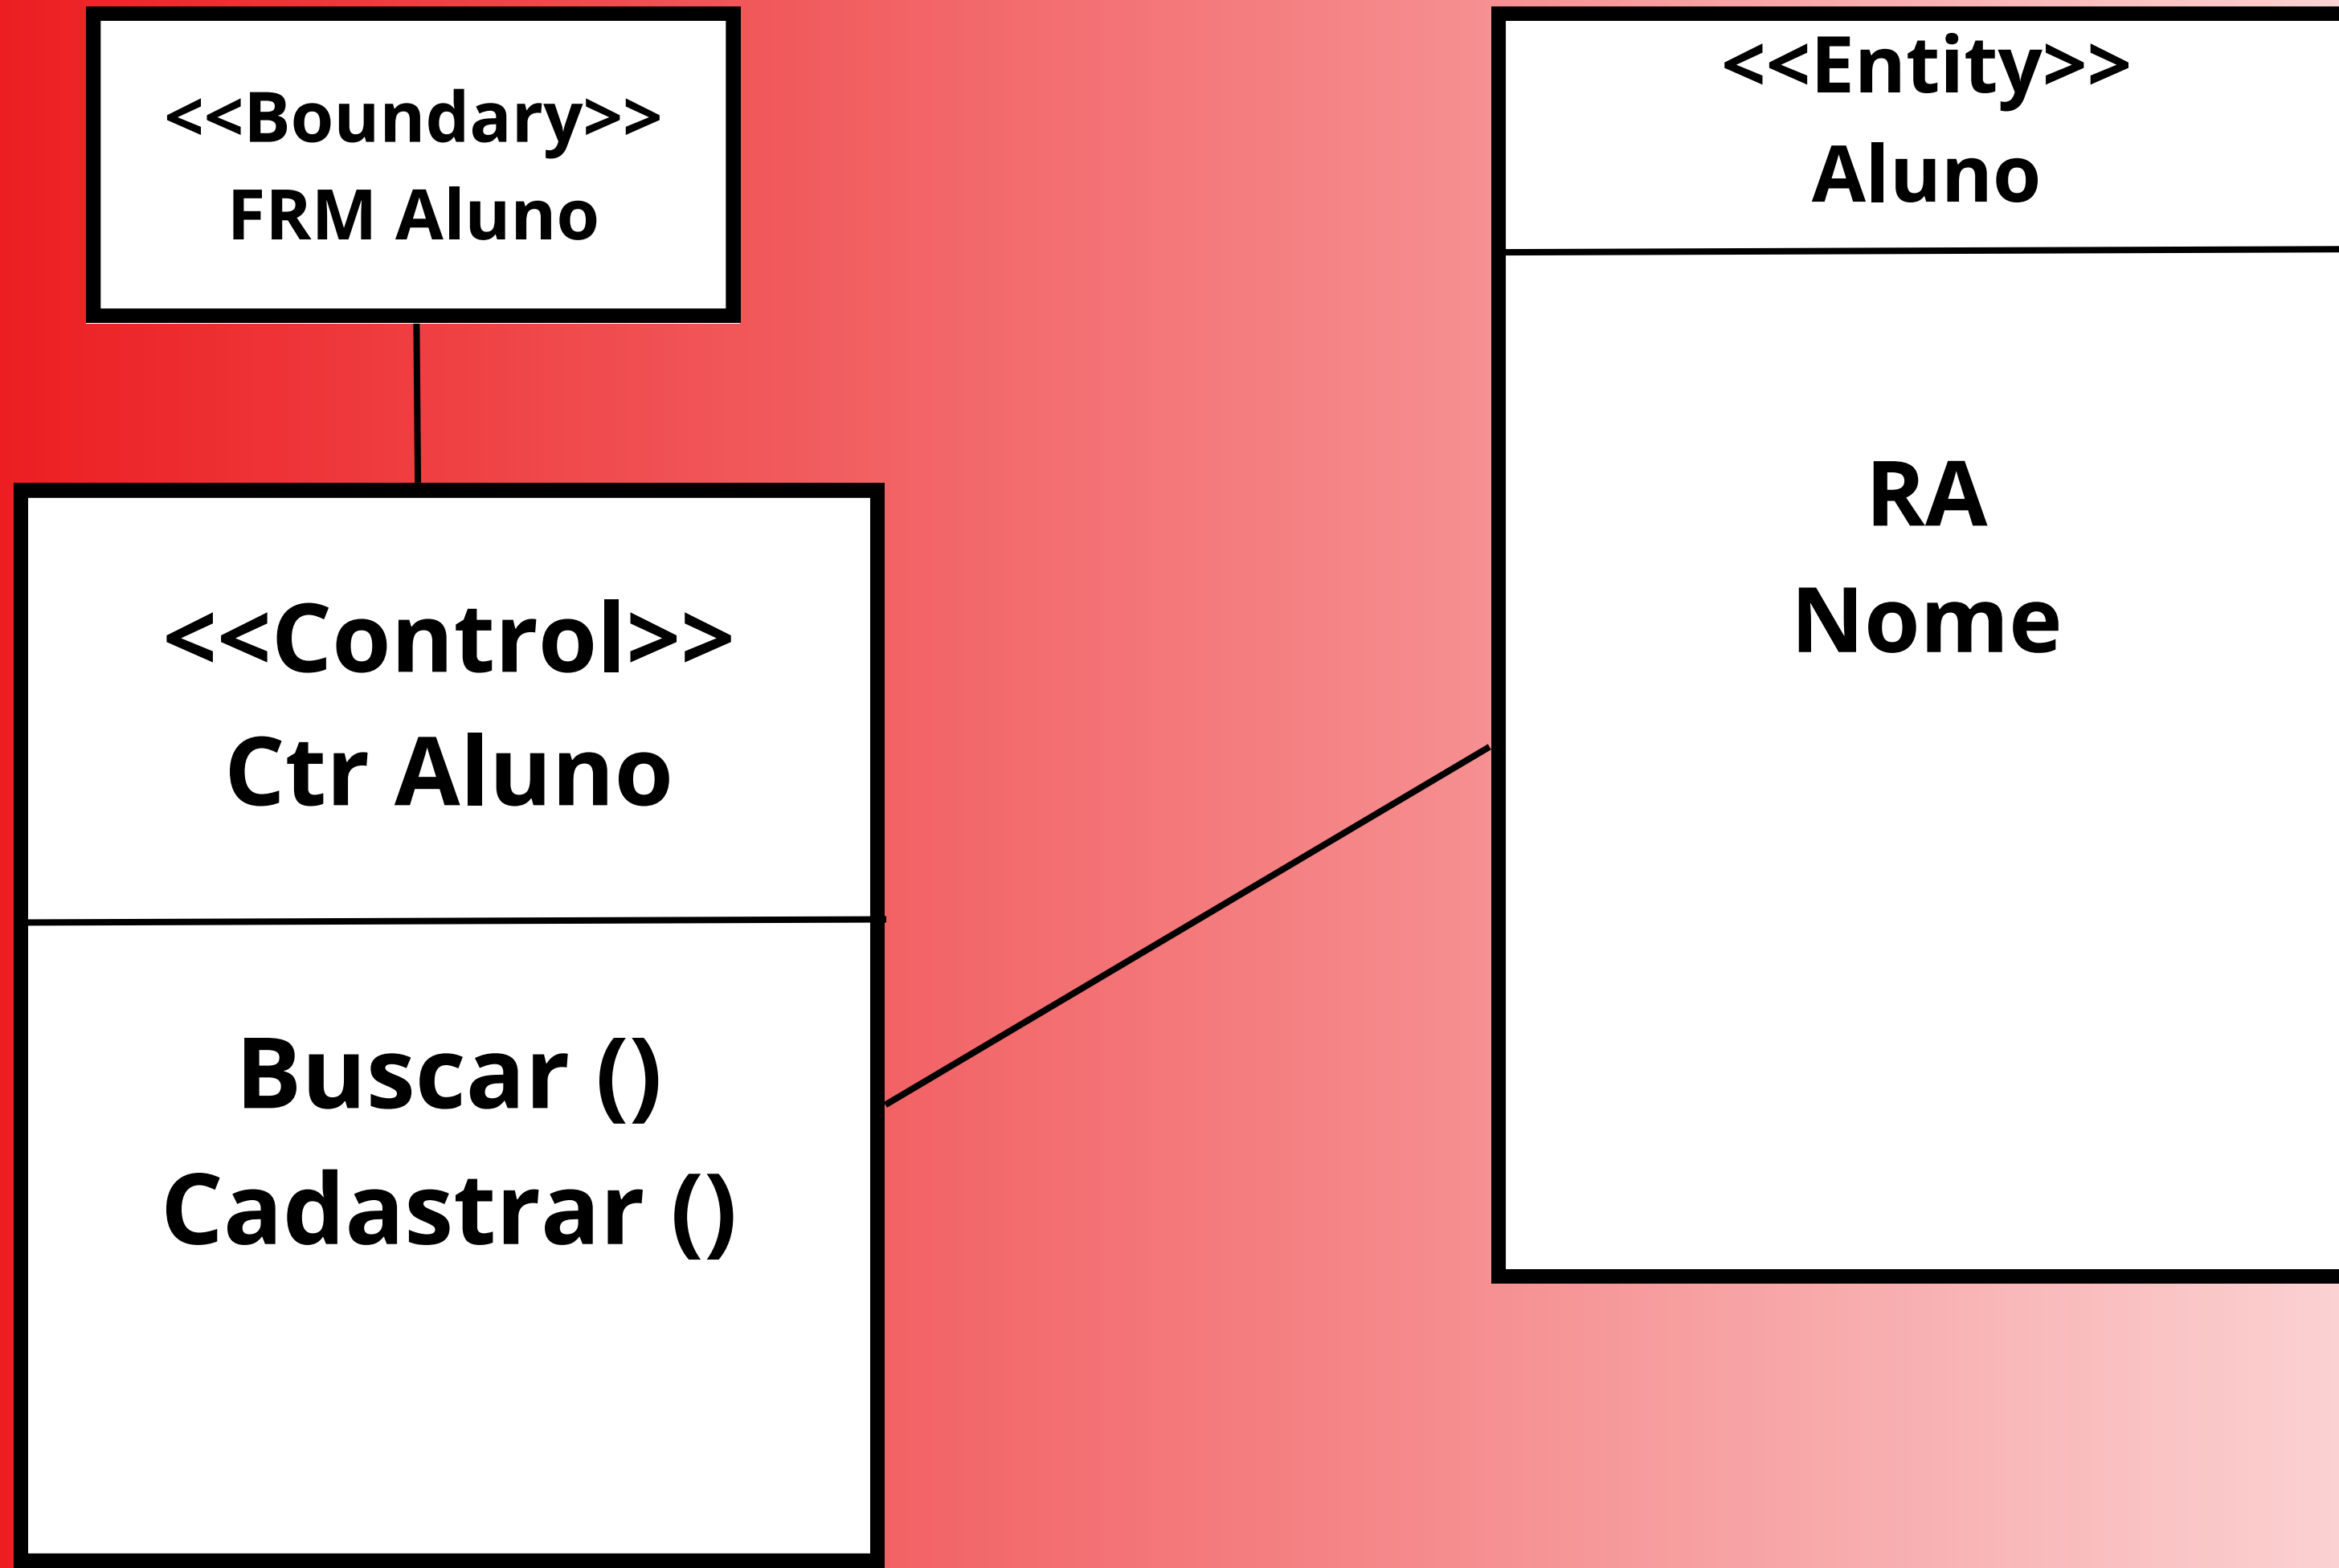 <<Boundary>>
FRM Aluno
<<Control>>
Ctr Aluno
Buscar ()
Cadastrar ()
<<Entity>>
Aluno
RA
Nome